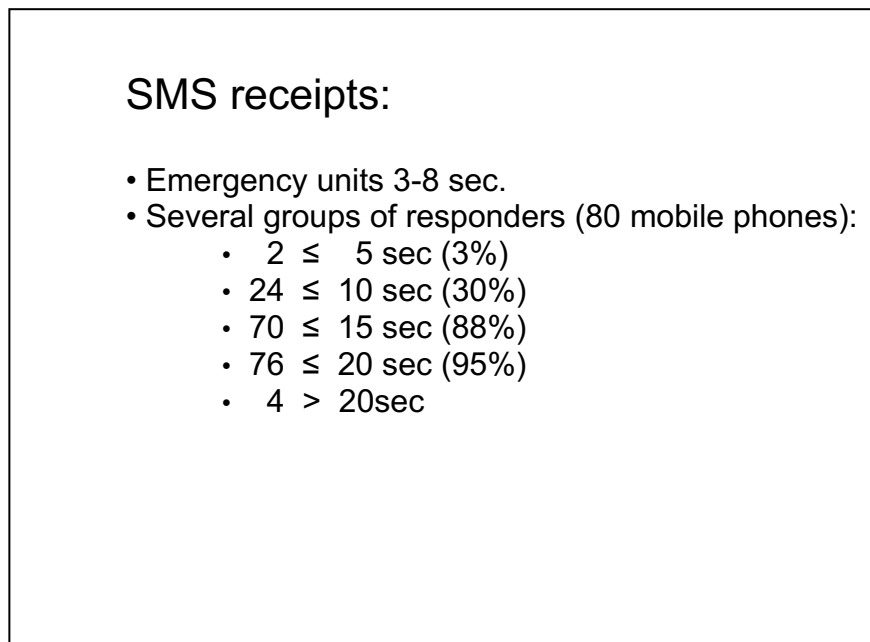 SMS receipts:
• Emergency units 3-8 sec.
• Several groups of responders (80 mobile phones):
• 2 ≤ 5 sec (3%)
• 24 ≤ 10 sec (30%)
• 70 ≤ 15 sec (88%)
• 76 ≤ 20 sec (95%)
• 4 > 20sec